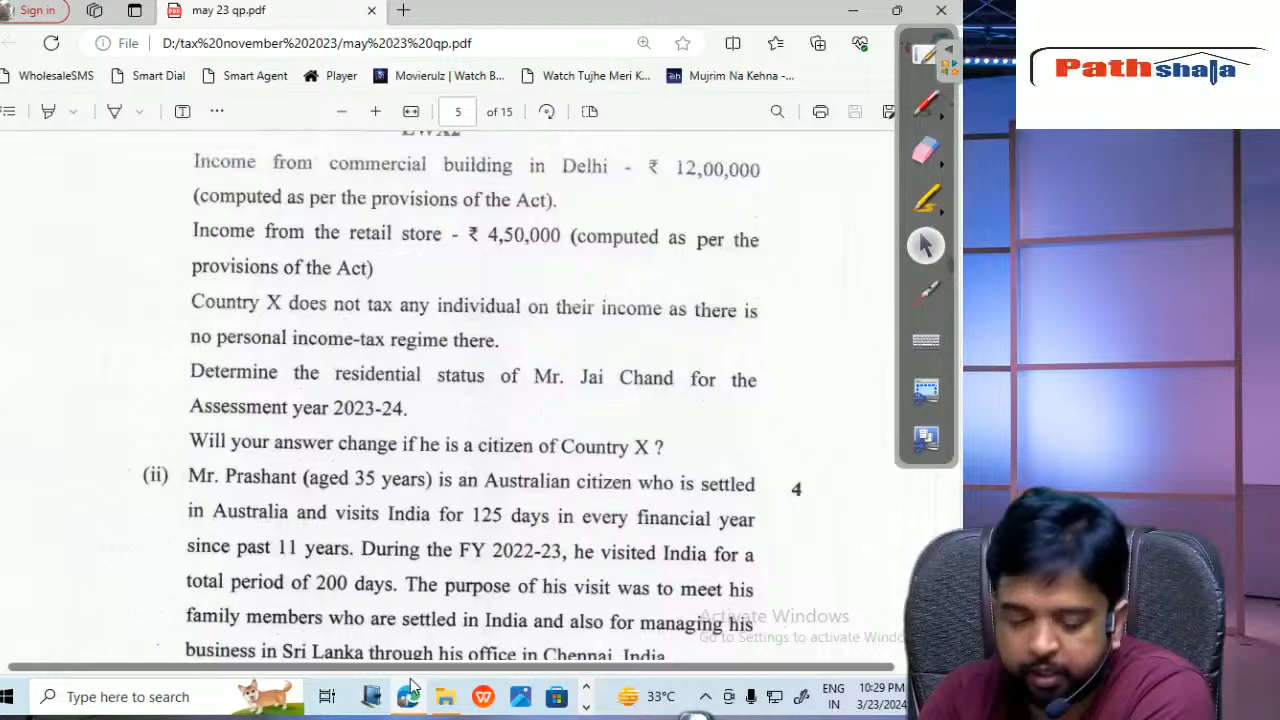 Sign in
may 23 qp.pdf
File
D:/tax%20november%202023/may%2023%20qp.pdf
WholesaleSMS
Smart Dial
Smart Agent
Player
Movierulz | Watch B...
Watch Tujhe Meri K...
Mujrim Na Kehna -...
5 of 15
Income from commercial building in Delhi - ₹ 12,00,000
(computed as per the provisions of the Act).
Income from the retail store - ₹ 4,50,000 (computed as per the
provisions of the Act)
Country X does not tax any individual on their income as there is
no personal income-tax regime there.
Determine the residential status of Mr. Jai Chand for the
Assessment year 2023-24.
Will your answer change if he is a citizen of Country X ?
(ii) Mr. Prashant (aged 35 years) is an Australian citizen who is settled 4
in Australia and visits India for 125 days in every financial year
since past 11 years. During the FY 2022-23, he visited India for a
total period of 200 days. The purpose of his visit was to meet his
family members who are settled in India and also for managing his
business in Sri Lanka through his office in Chennai, India
Activate Windows
Go to Settings to activate
Type here to search
33°C
ENG
IN
10:29 PM
3/23/2024
Pathshala